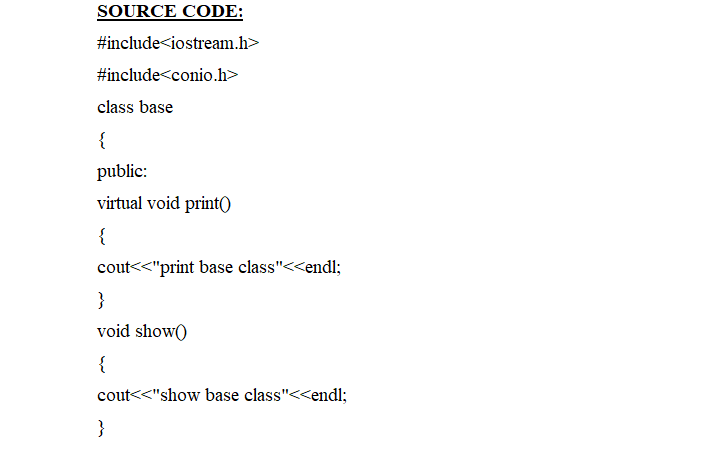 SOURCE CODE:
#include<iostream.h>
#include<conio.h>
class base
{
public:
virtual void print()
{
cout<<"print base class"<<endl;
}
void show()
{
cout<<"show base class"<<endl;
}